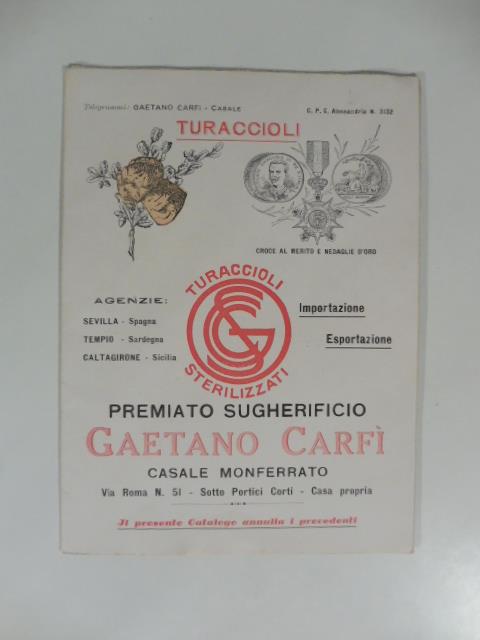 Telegrammi: GAETANO CARFÌ - CASALE
C. P. E. Alessandria N. 3132
TURACCIOLI
CROCE AL MERITO E MEDAGLIE D'ORO
AGENZIE:
SEVILLA - Spagna
TEMPIO - Sardegna
CALTAGIRONE - Sicilia
TURACCIOLI
STERILIZZATI
Importazione
Esportazione
PREMIATO SUGHERIFICIO
GAETANO CARFÌ
CASALE MONFERRATO
Via Roma N. 51 - Sotto Portici Corti - Casa propria
Il presente Catalogo annulla i precedenti